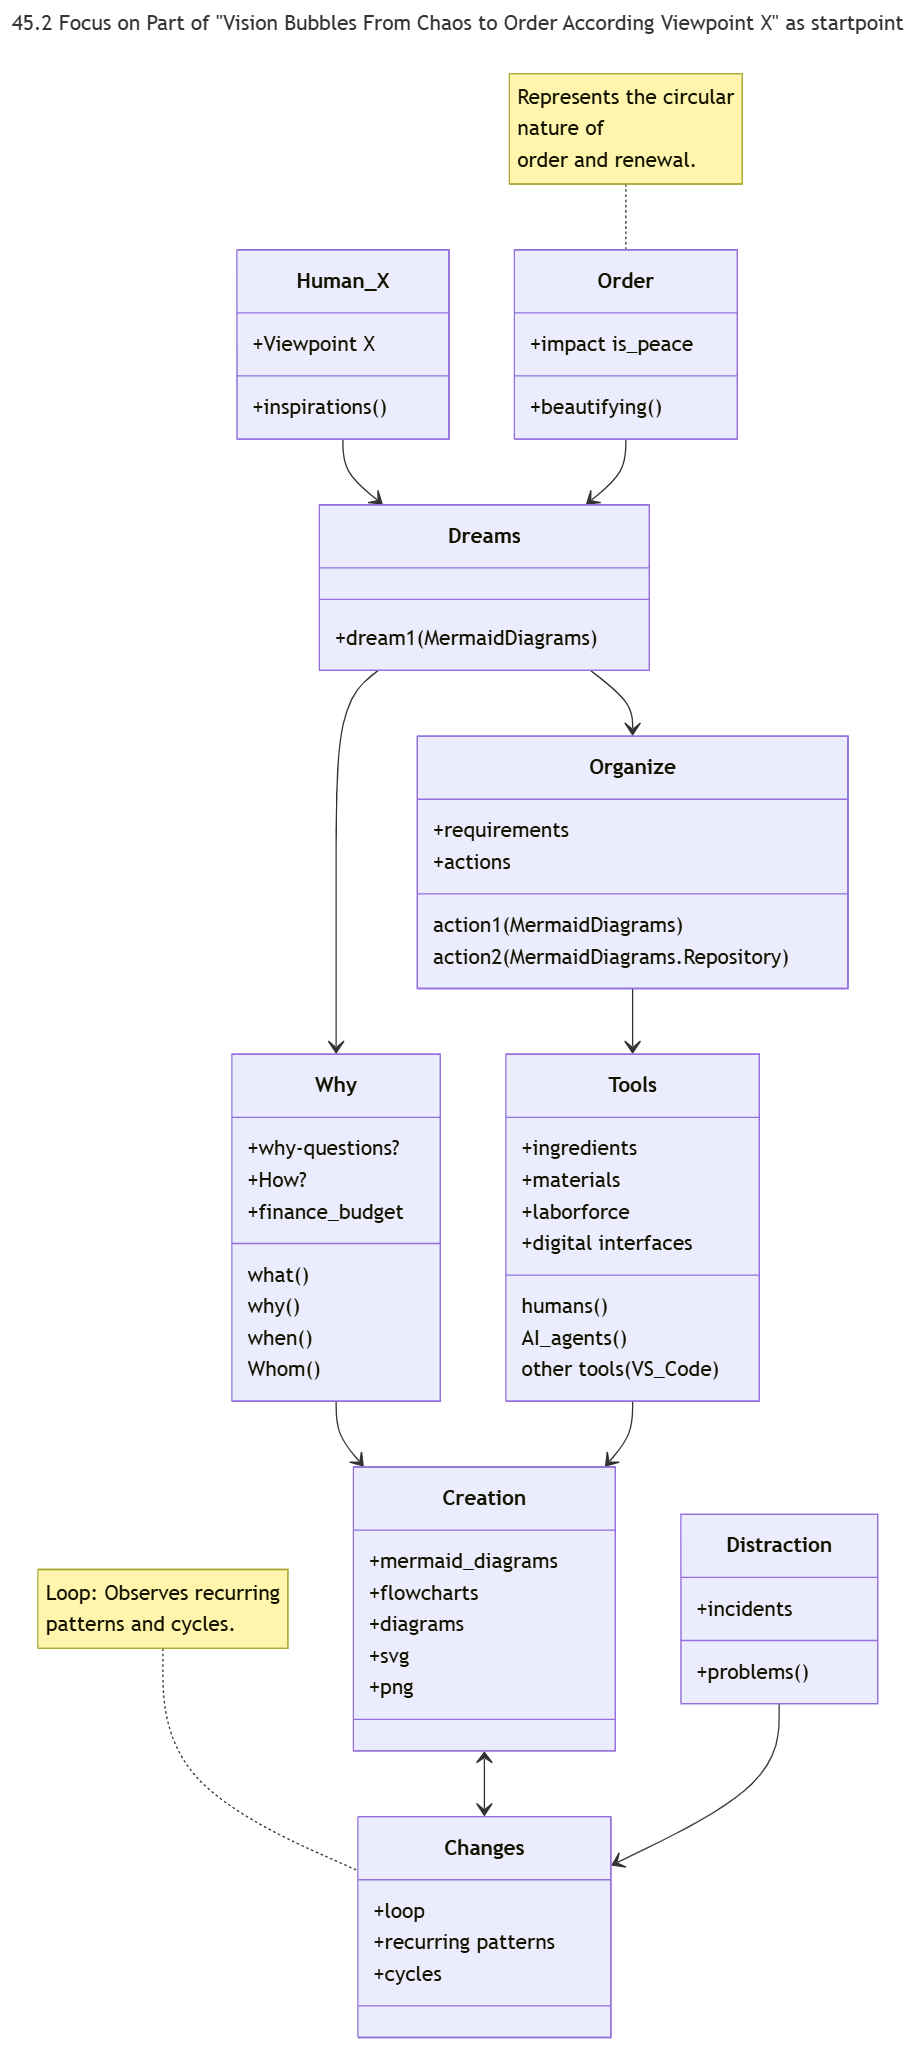 45.2 Focus on Part of "Vision Bubbles From Chaos to Order According Viewpoint X" as startpoint
Represents the circular
nature of
order and renewal.
Human_X
+Viewpoint X
+inspirations()
Order
+impact is_peace
+beautifying()
Dreams
+dream1(MermaidDiagrams)
Organize
+requirements
+actions
action1(MermaidDiagrams)
action2(MermaidDiagrams.Repository)
Why
+why-questions?
+How?
+finance_budget
what()
why()
when()
Whom()
Tools
+ingredients
+materials
+laborforce
+digital interfaces
humans()
AI_agents()
other tools(VS_Code)
Creation
+mermaid_diagrams
+flowcharts
+diagrams
+svg
+png
Distraction
+incidents
+problems()
Loop: Observes recurring
patterns and cycles.
Changes
+loop
+recurring patterns
+cycles